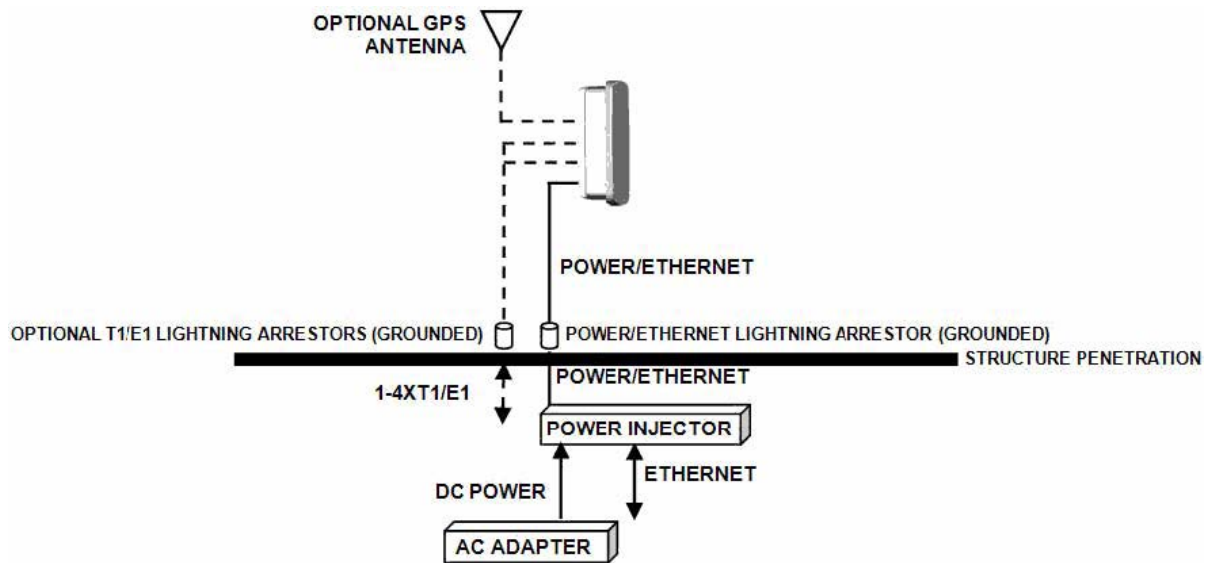 OPTIONAL GPS
ANTENNA
POWER/ETHERNET
OPTIONAL T1/E1 LIGHTNING ARRESTORS (GROUNDED)
POWER/ETHERNET LIGHTNING ARRESTOR (GROUNDED)
STRUCTURE PENETRATION
POWER/ETHERNET
1-4XT1/E1
POWER INJECTOR
ETHERNET
DC POWER
AC ADAPTER